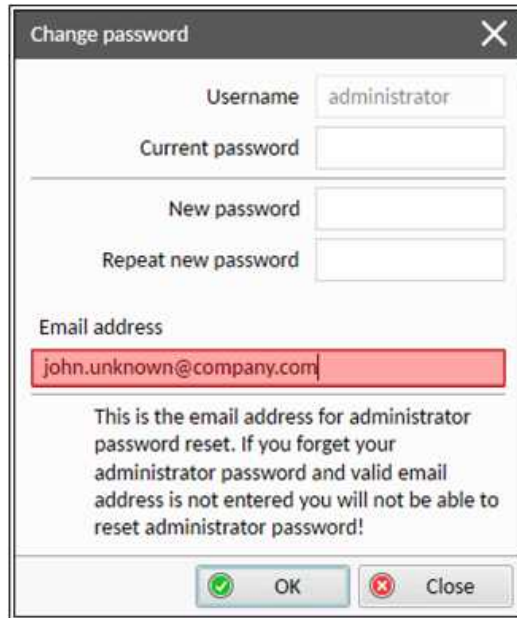 Change password
Username administrator
Current password
New password
Repeat new password
Email address
john.unknown@company.com
This is the email address for administrator
password reset. If you forget your
administrator password and valid email
address is not entered you will not be able to
reset administrator password!
OK Close